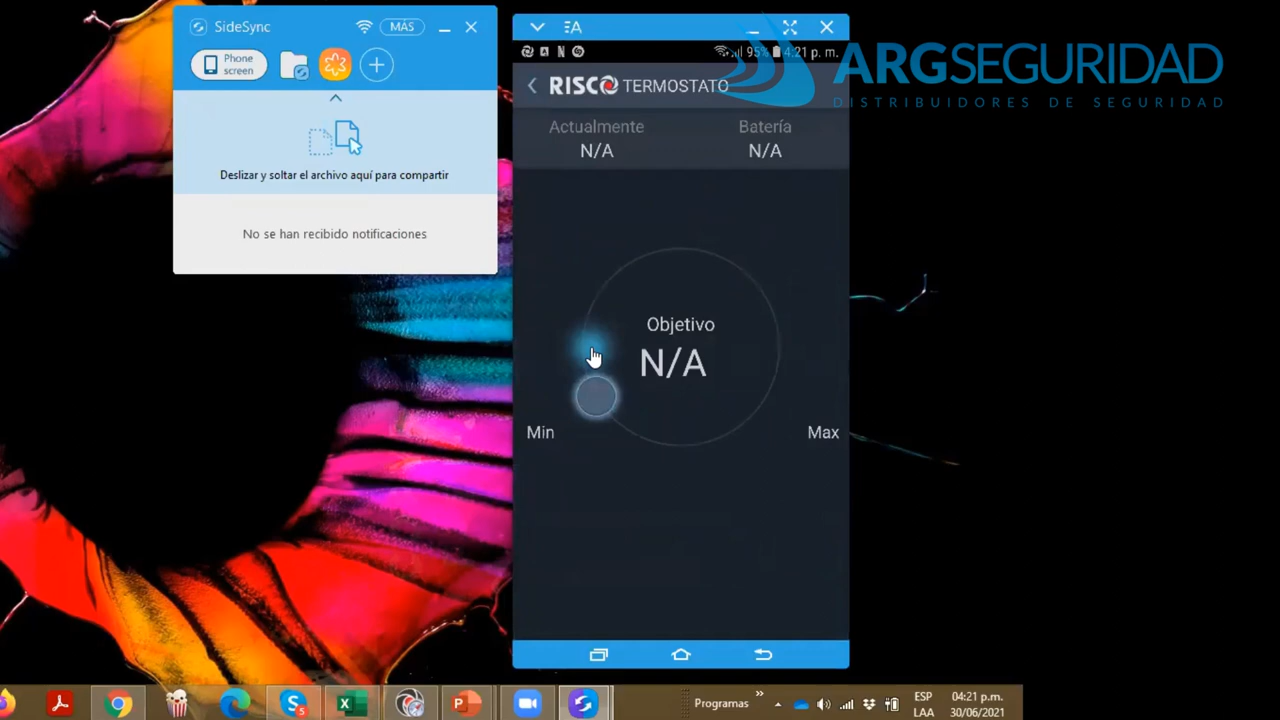 SideSync
MÁS
Phone
screen
Deslizar y soltar el archivo aquí para compartir
No se han recibido notificaciones
95% 4:21 p. m.
RISCO TERMOSTATO
Actualmente
N/A
Batería
N/A
Objetivo
N/A
Min
Max
ARGSEGURIDAD
DISTRIBUIDORES DE SEGURIDAD
Programas
»
ESP
LAA
04:21 p.m.
30/06/2021